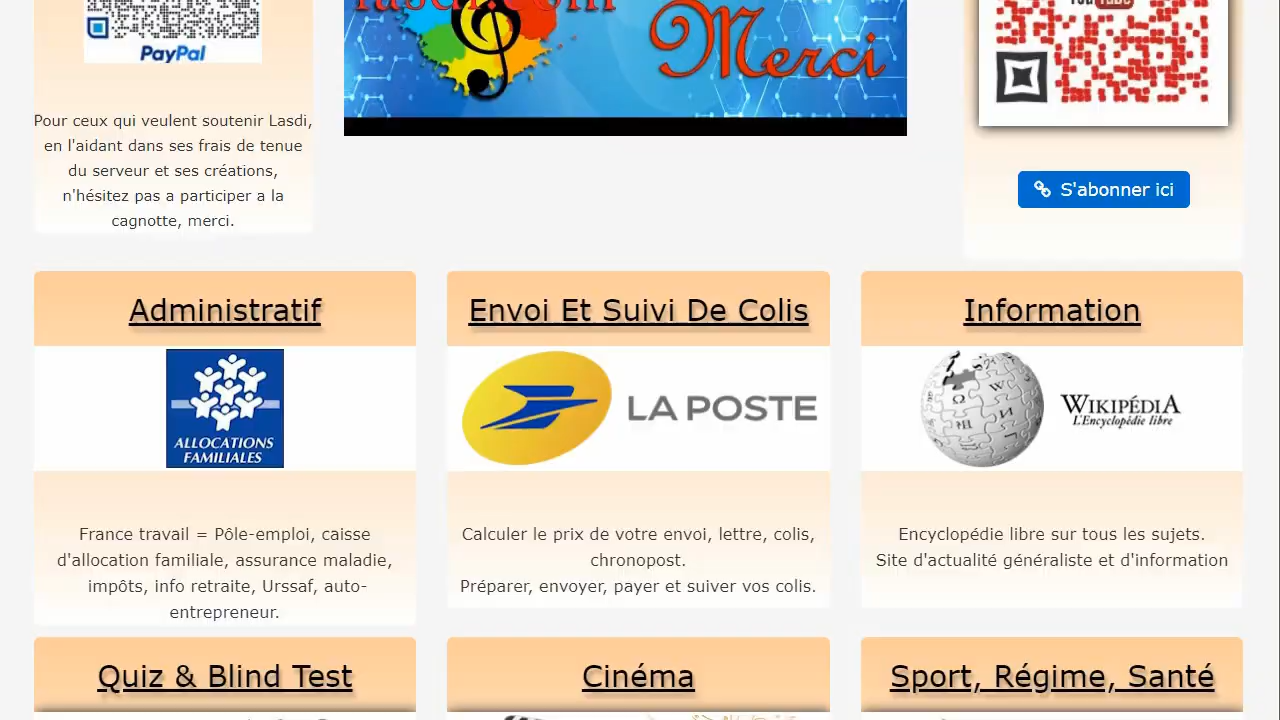 PayPal
Pour ceux qui veulent soutenir Lasdi,
en l'aidant dans ses frais de tenue
du serveur et ses créations,
n'hésitez pas a participer a la
cagnotte, merci.
Merci
YouTube
S'abonner ici
Administratif
ALLOCATIONS
FAMILIALES
France travail = Pôle-emploi, caisse
d'allocation familiale, assurance maladie,
impôts, info retraite, Urssaf, auto-
entrepreneur.
Envoi Et Suivi De Colis
LA POSTE
Calculer le prix de votre envoi, lettre, colis,
chronopost.
Préparer, envoyer, payer et suiver vos colis.
Information
WIKIPÉDIA
L'Encyclopédie libre
Encyclopédie libre sur tous les sujets.
Site d'actualité généraliste et d'information
Quiz & Blind Test
Cinéma
Sport, Régime, Santé